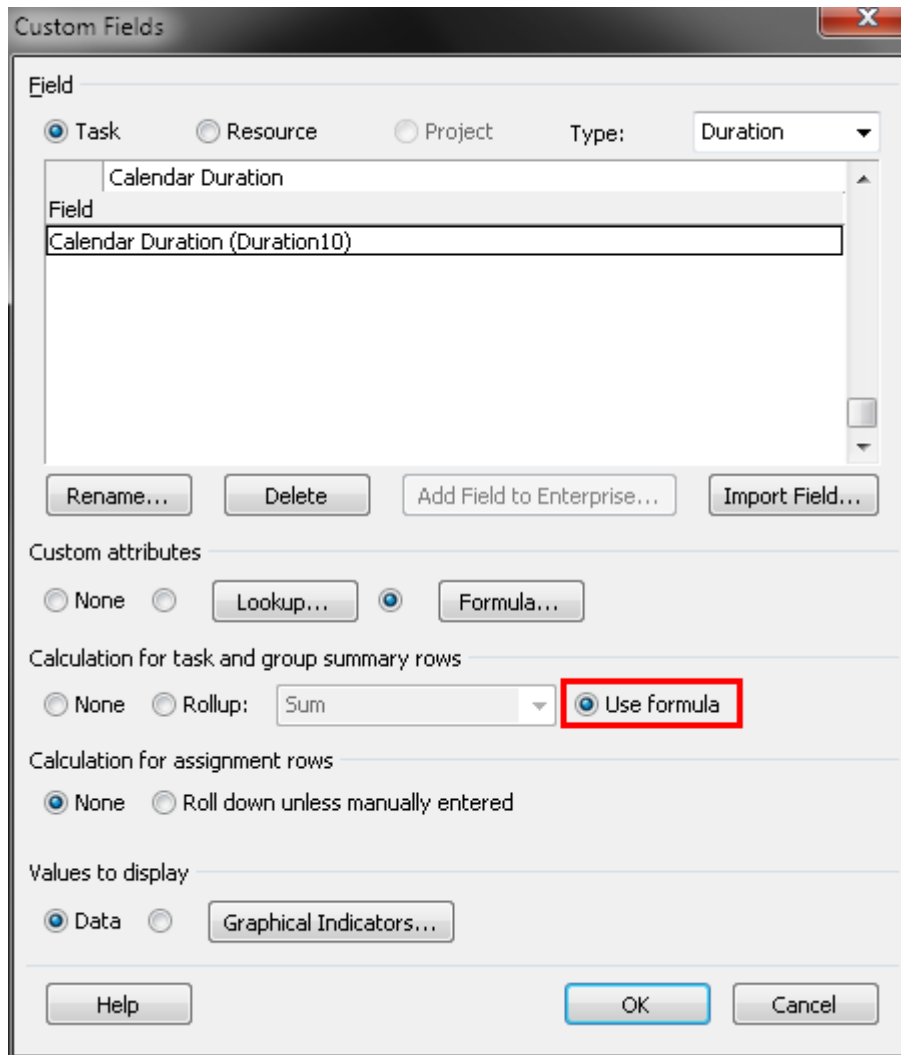 Custom Fields
x
Field
Task Resource Project Type: Duration
Calendar Duration
Field
Calendar Duration (Duration10)
Rename... Delete Add Field to Enterprise... Import Field...
Custom attributes
None Lookup... Formula...
Calculation for task and group summary rows
None Rollup: Sum Use formula
Calculation for assignment rows
None Roll down unless manually entered
Values to display
Data Graphical Indicators...
Help OK Cancel